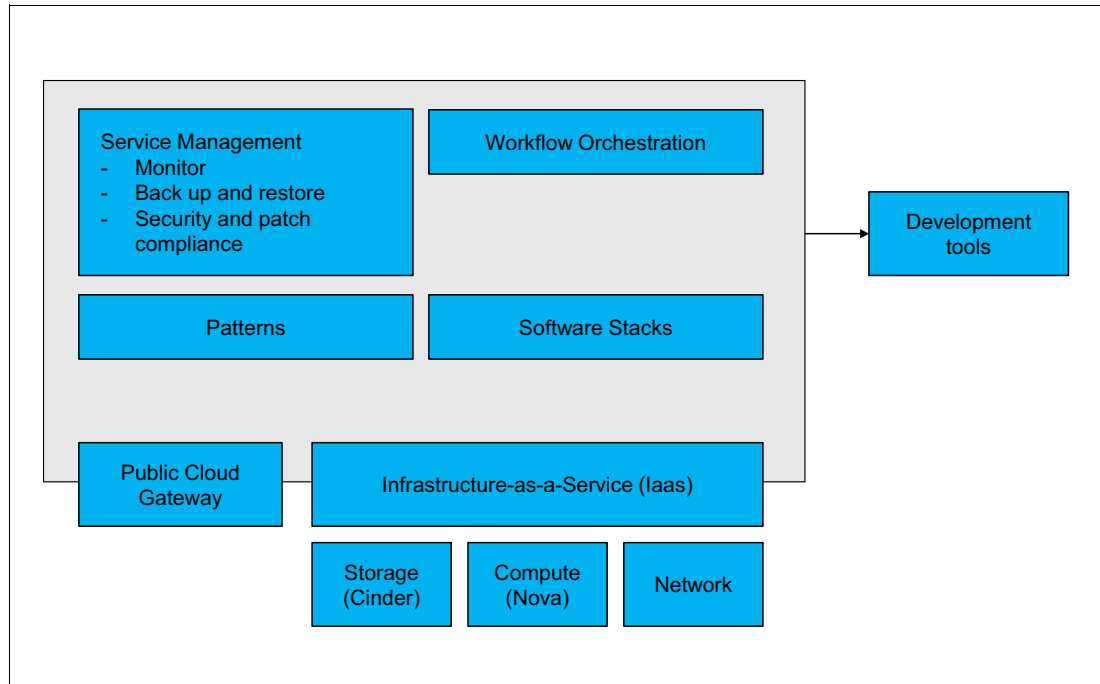 Service Management
- Monitor
- Back up and restore
- Security and patch
compliance
Workflow Orchestration
Development
tools
Patterns
Software Stacks
Public Cloud
Gateway
Infrastructure-as-a-Service (Iaas)
Storage
(Cinder)
Compute
(Nova)
Network